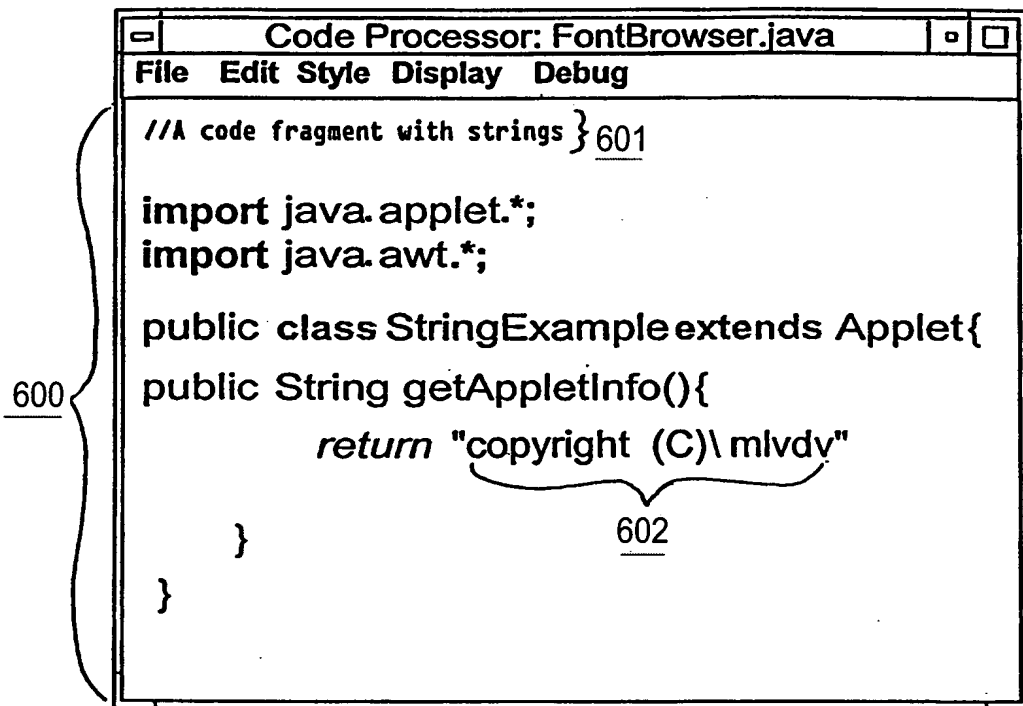 Code Processor: FontBrowser.java
File Edit Style Display Debug
//A code fragment with strings } 601
import java.applet.*;
import java.awt.*;
public class StringExample extends Applet{
600
public String getAppletInfo(){
return "copyright (C)\ mlvdv"
602
}
}